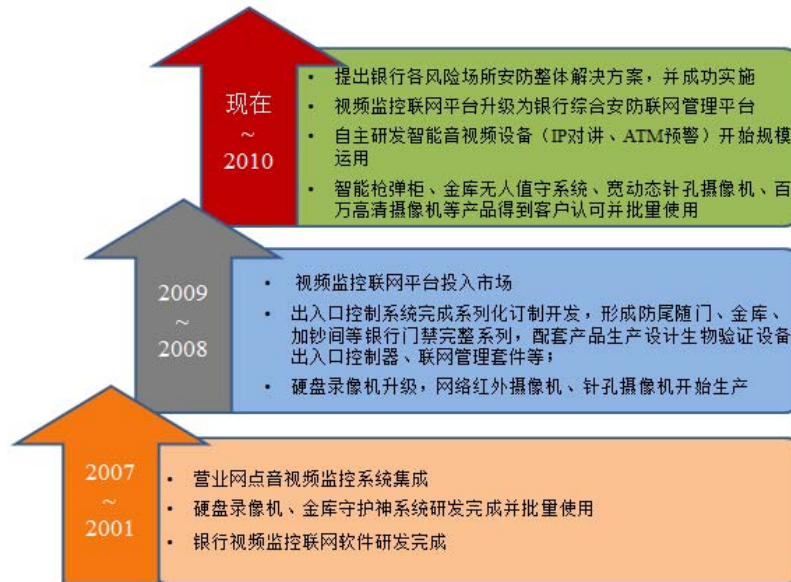 现在
~
2010
• 提出银行各风险场所安防整体解决方案，并成功实施
• 视频监控联网平台升级为银行综合安防联网管理平台
• 自主研发智能音视频设备（IP对讲、ATM预警）开始规模
运用
• 智能枪弹柜、金库无人值守系统、宽动态针孔摄像机、百
万高清摄像机等产品得到客户认可并批量使用
2009
~
2008
• 视频监控联网平台投入市场
• 出入口控制系统完成系列化订制开发，形成防尾随门、金库、
加钞间等银行门禁完整系列，配套产品生产设计生物验证设备
出入口控制器、联网管理套件等；
• 硬盘录像机升级，网络红外摄像机、针孔摄像机开始生产
2007
~
2001
• 营业网点音视频监控系统集成
• 硬盘录像机、金库守护神系统研发完成并批量使用
• 银行视频监控联网软件研发完成